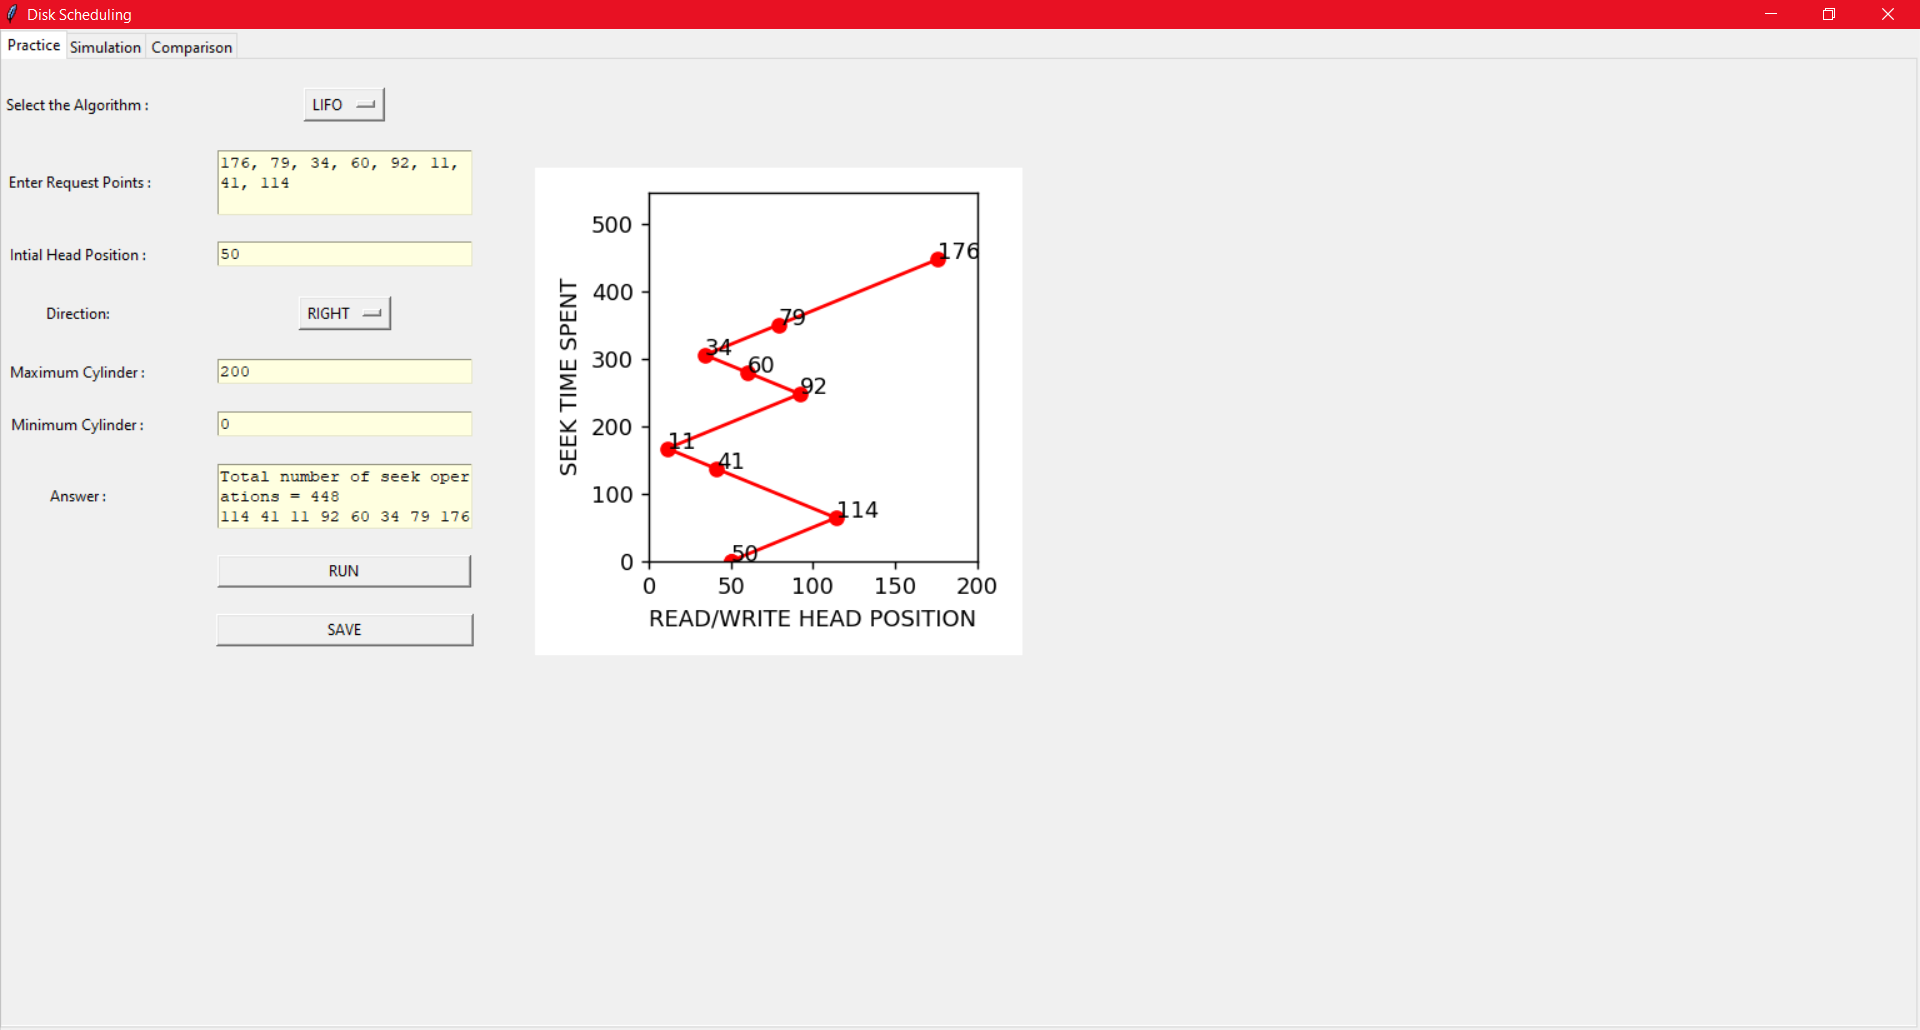 Disk Scheduling
Practice Simulation Comparison
Select the Algorithm :
LIFO
Enter Request Points :
176, 79, 34, 60, 92, 11,
41, 114
Intial Head Position :
50
Direction:
RIGHT
Maximum Cylinder :
200
Minimum Cylinder :
0
Answer :
Total number of seek oper
ations = 448
114 41 11 92 60 34 79 176
RUN
SAVE
SEEK TIME SPENT
500
400
300
200
100
0
176
79
34
60
92
11
41
114
50
0 50 100 150 200
READ/WRITE HEAD POSITION